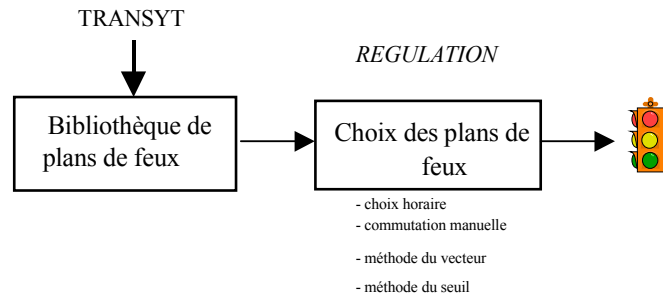 TRANSYT
REGULATION
Bibliothèque de
plans de feux
Choix des plans de
feux
- choix horaire
- commutation manuelle
- méthode du vecteur
- méthode du seuil